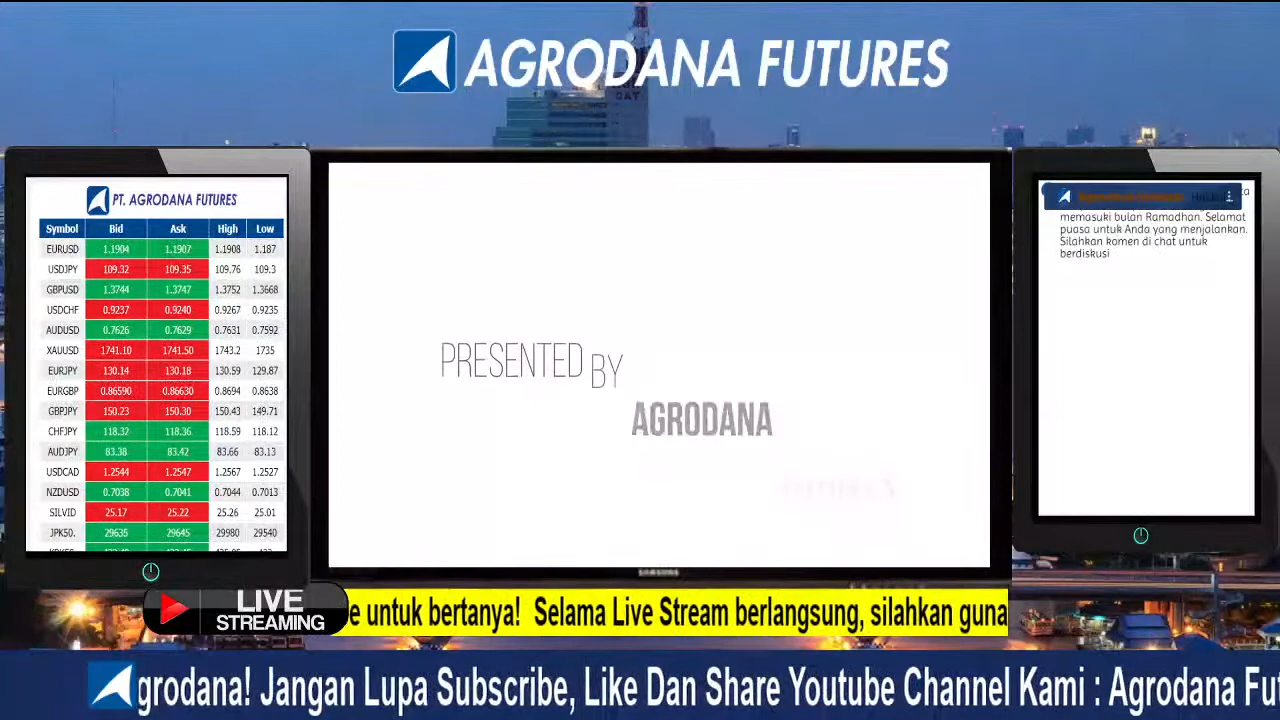 AGRODANA FUTURES
PT. AGRODANA FUTURES
Symbol Bid Ask High Low
EURUSD 1.1904 1.1907 1.1908 1.187
USDJPY 109.32 109.35 109.76 109.3
GBPUSD 1.3744 1.3747 1.3752 1.3668
USDCHF 0.9237 0.9240 0.9267 0.9235
AUDUSD 0.7626 0.7629 0.7631 0.7592
XAUUSD 1741.10 1741.50 1743.2 1735
EURJPY 130.14 130.18 130.59 129.87
EURGBP 0.86590 0.86630 0.8694 0.8638
GBPJPY 150.23 150.30 150.43 149.71
CHFJPY 118.32 118.36 118.59 118.12
AUDJPY 83.38 83.42 83.66 83.13
USDCAD 1.2544 1.2547 1.2567 1.2527
NZDUSD 0.7038 0.7041 0.7044 0.7013
SILVID 25.17 25.22 25.26 25.01
JPK50. 29635 29645 29980 29540
PRESENTED BY
AGRODANA
SAMSUNG
memasuki bulan Ramadhan. Selamat
puasa untuk Anda yang menjalankan.
Silahkan komen di chat untuk
berdiskusi
LIVE
STREAMING
e untuk bertanya! Selama Live Stream berlangsung, silahkan guna
grodana! Jangan Lupa Subscribe, Like Dan Share Youtube Channel Kami : Agrodana Fut